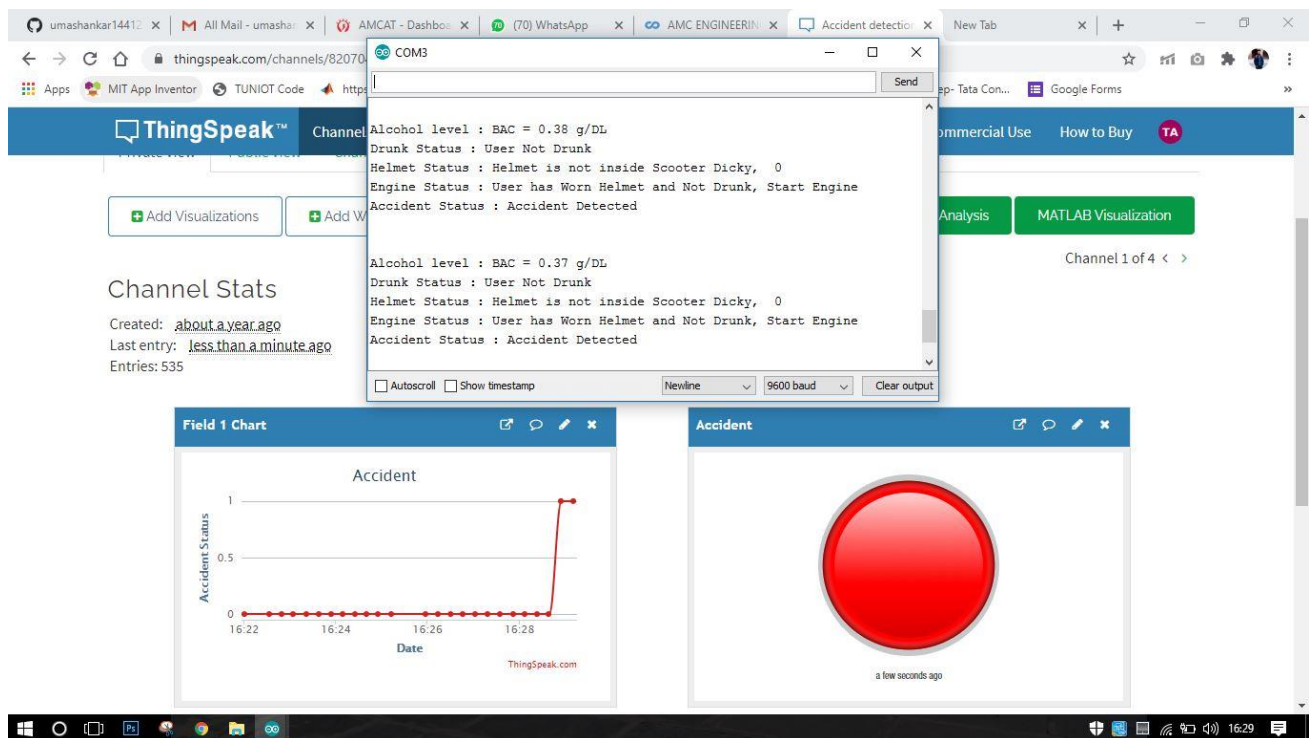 umashankar14412
All Mail - umashar
AMCAT - Dashboa
(70) WhatsApp
AMC ENGINEERIN
Accident detection
New Tab
thingspeak.com/channels/82070
Apps
MIT App Inventor
TUNIOT Code
https
ep- Tata Con...
Google Forms
»
COM3
Send
ThingSpeak™
Channel
ommercial Use
How to Buy
TA
Private View
Public View
Alcohol level : BAC = 0.38 g/DL
Drunk Status : User Not Drunk
Helmet Status : Helmet is not inside Scooter Dicky,  0
Engine Status : User has Worn Helmet and Not Drunk, Start Engine
Accident Status : Accident Detected
Alcohol level : BAC = 0.37 g/DL
Drunk Status : User Not Drunk
Helmet Status : Helmet is not inside Scooter Dicky,  0
Engine Status : User has Worn Helmet and Not Drunk, Start Engine
Accident Status : Accident Detected
Autoscroll
Show timestamp
Newline
9600 baud
Clear output
Add Visualizations
Add W
Analysis
MATLAB Visualization
Channel 1 of 4 < >
Channel Stats
Created: about a year ago
Last entry: less than a minute ago
Entries: 535
Field 1 Chart
Accident
Accident Status
1
0.5
0
16:22 16:24 16:26 16:28
Date
ThingSpeak.com
Accident
a few seconds ago
Ps
16:29